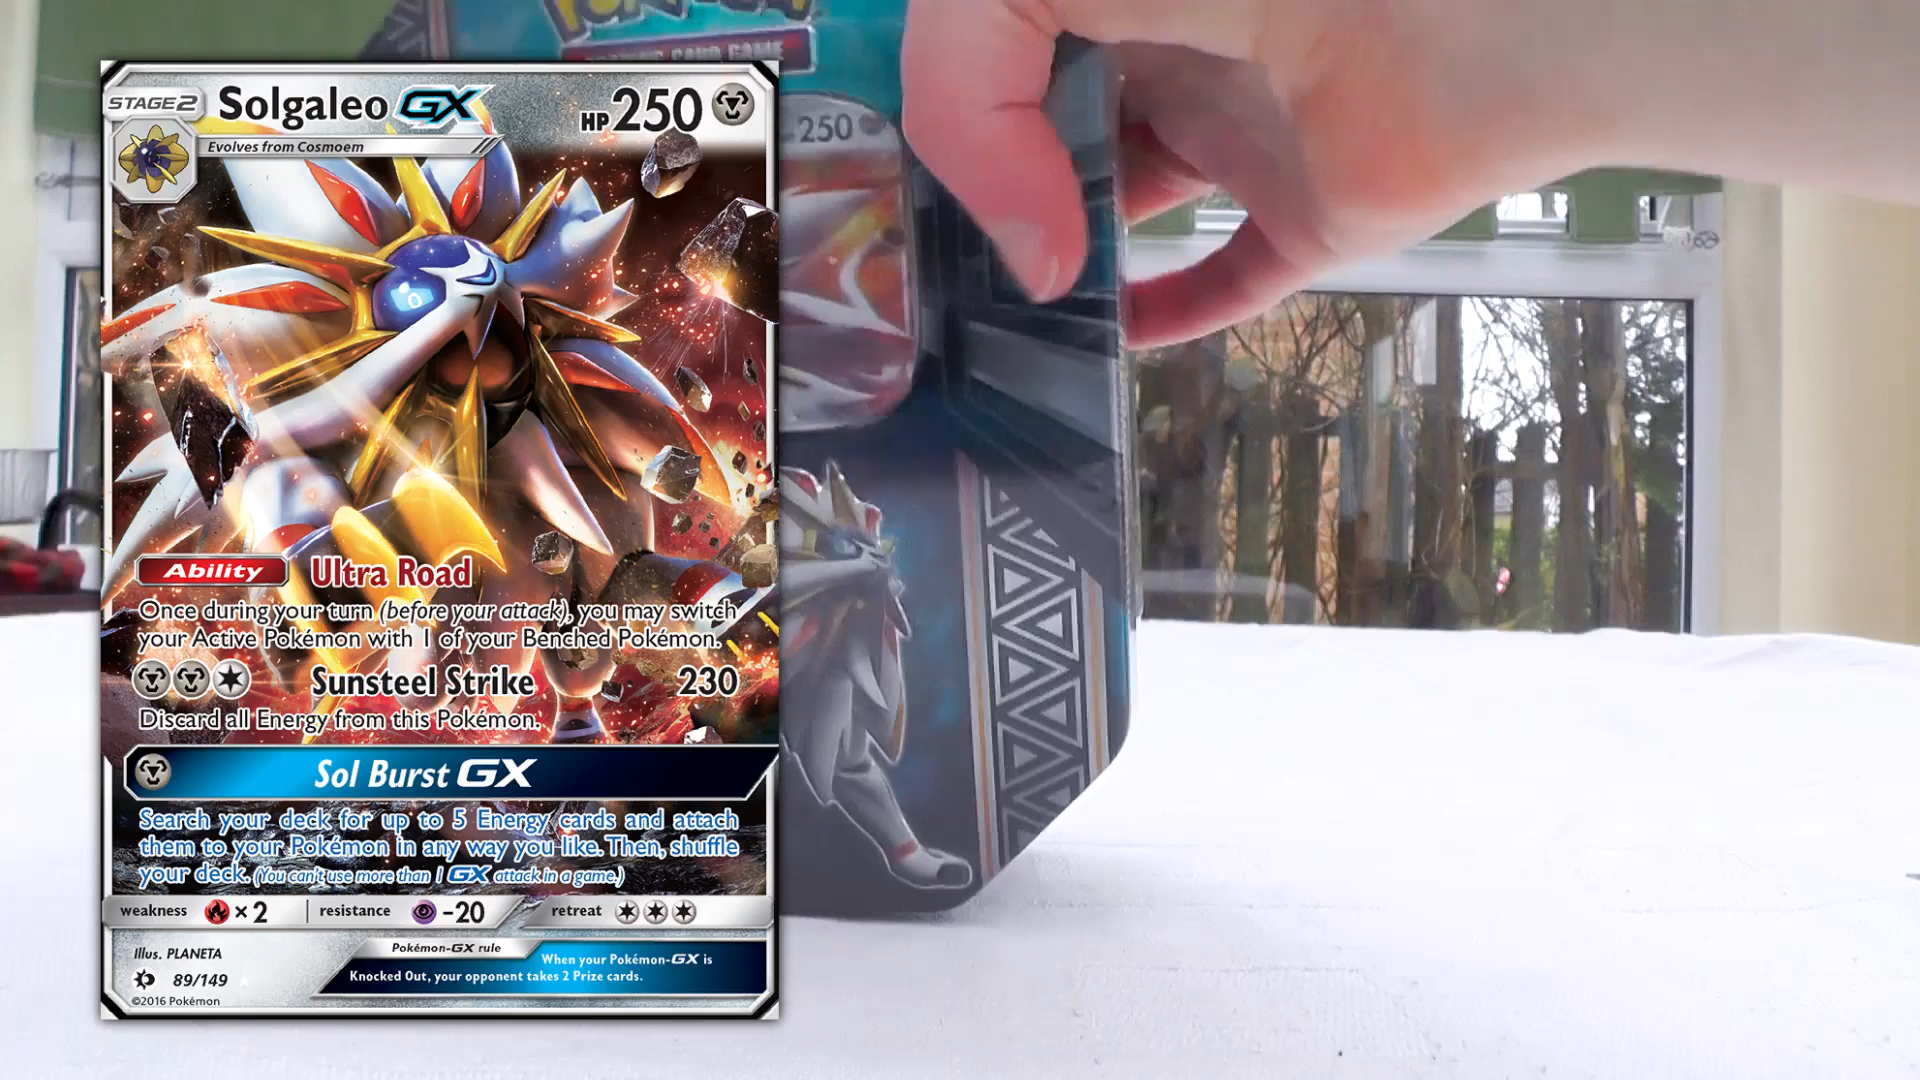 STAGE2
Solgaleo GX
HP 250
Evolves from Cosmoem
Ability Ultra Road
Once during your turn (before your attack), you may switch
your Active Pokémon with 1 of your Benched Pokémon.
Sunsteel Strike 230
Discard all Energy from this Pokémon.
Sol Burst GX
Search your deck for up to 5 Energy cards and attach
them to your Pokémon in any way you like. Then, shuffle
your deck. (You can't use more than 1 GX attack in a game.)
weakness ×2 resistance -20 retreat
Illus. PLANETA
89/149
©2016 Pokémon
Pokémon-GX rule
When your Pokémon-GX is
Knocked Out, your opponent takes 2 Prize cards.
CARD GAME
250